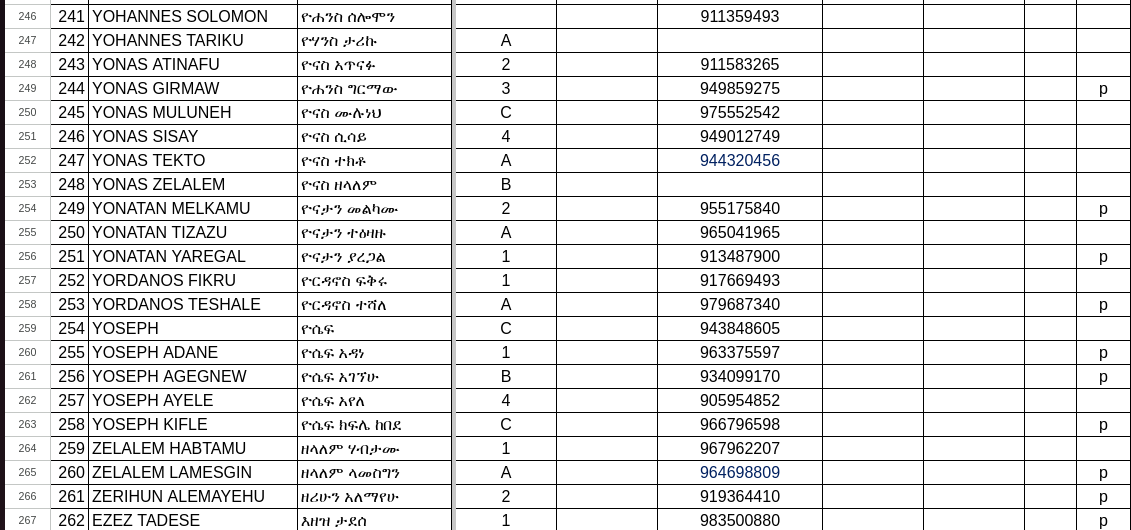 246 241 YOHANNES SOLOMON ዮሐንስ ሰሎሞን 911359493
247 242 YOHANNES TARIKU ዮሃንስ ታሪኩ A
248 243 YONAS ATINAFU ዮናስ አጥናፉ 2 911583265
249 244 YONAS GIRMAW ዮሐንስ ግርማው 3 949859275 p
250 245 YONAS MULUNEH ዮናስ ሙሉነህ C 975552542
251 246 YONAS SISAY ዮናስ ሲሳይ 4 949012749
252 247 YONAS TEKTO ዮናስ ተክቶ A 944320456
253 248 YONAS ZELALEM ዮናስ ዘላለም B
254 249 YONATAN MELKAMU ዮናታን መልካሙ 2 955175840 p
255 250 YONATAN TIZAZU ዮናታን ተዕዛዙ A 965041965
256 251 YONATAN YAREGAL ዮናታን ያረጋል 1 913487900 p
257 252 YORDANOS FIKRU ዮርዳኖስ ፍቅሩ 1 917669493
258 253 YORDANOS TESHALE ዮርዳኖስ ተሻለ A 979687340 p
259 254 YOSEPH ዮሴፍ C 943848605
260 255 YOSEPH ADANE ዮሴፍ አዳነ 1 963375597 p
261 256 YOSEPH AGEGNEW ዮሴፍ አገኘሁ B 934099170 p
262 257 YOSEPH AYELE ዮሴፍ አየለ 4 905954852
263 258 YOSEPH KIFLE ዮሴፍ ክፍሌ ከበደ C 966796598 p
264 259 ZELALEM HABTAMU ዘላለም ሃብታሙ 1 967962207
265 260 ZELALEM LAMESGIN ዘላለም ላመስግን A 964698809 p
266 261 ZERIHUN ALEMAYEHU ዘሪሁን አለማየሁ 2 919364410 p
267 262 EZEZ TADESE እዘዝ ታደሰ 1 983500880 p